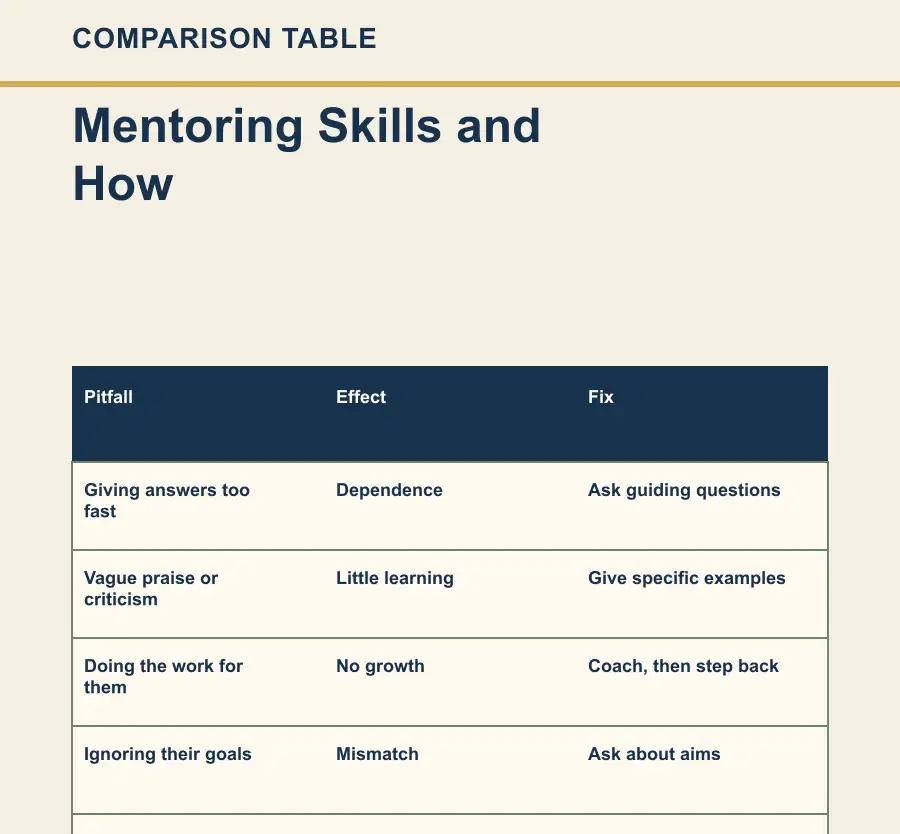 COMPARISON TABLE
Mentoring Skills and
How
Pitfall Effect Fix
Giving answers too
fast
Dependence
Ask guiding questions
Vague praise or
criticism
Little learning
Give specific examples
Doing the work for
them
No growth
Coach, then step back
Ignoring their goals
Mismatch
Ask about aims